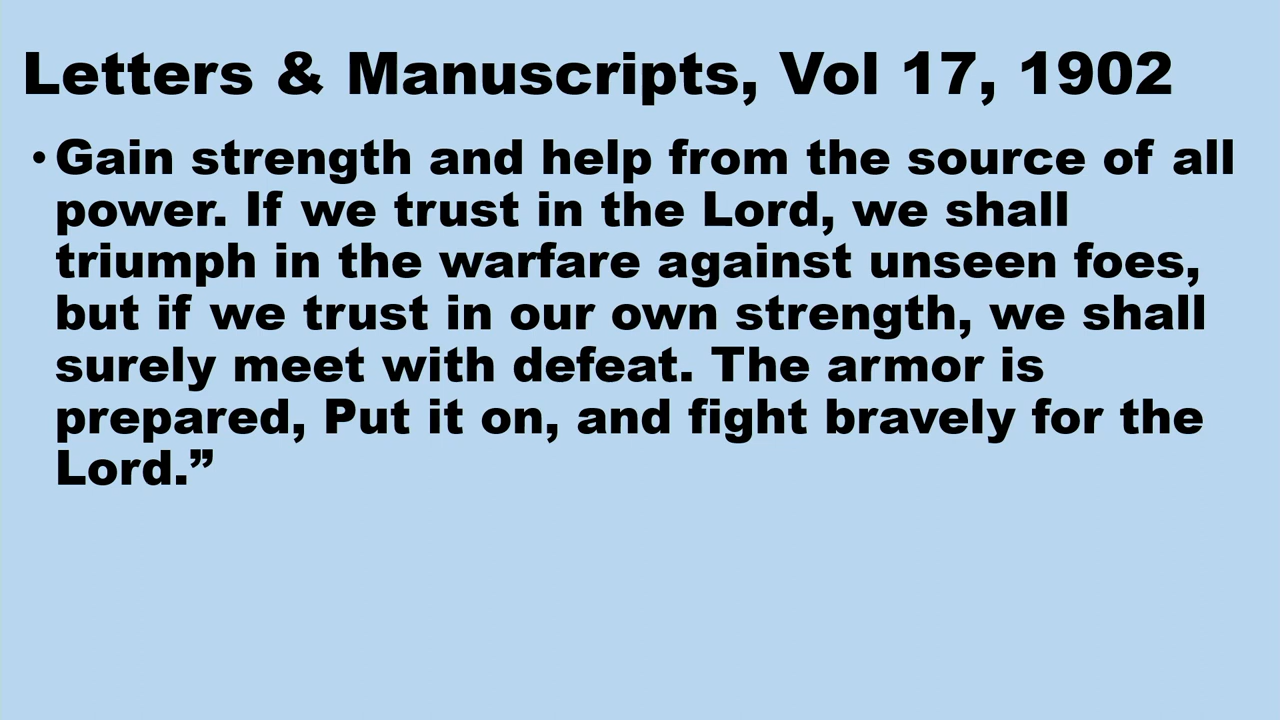 Letters & Manuscripts, Vol 17, 1902
• Gain strength and help from the source of all
power. If we trust in the Lord, we shall
triumph in the warfare against unseen foes,
but if we trust in our own strength, we shall
surely meet with defeat. The armor is
prepared, Put it on, and fight bravely for the
Lord.”